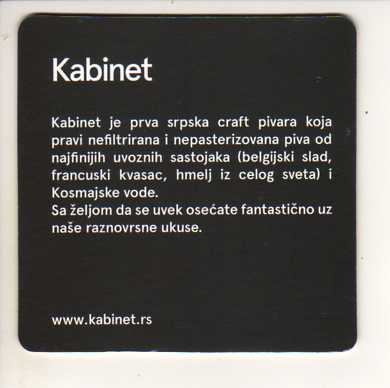 Kabinet
Kabinet je prva srpska craft pivara koja
pravi nefiltrirana i nepasterizovana piva od
najfinijih uvoznih sastojaka (belgijski slad,
francuski kvasac, hmelj iz celog sveta) i
Kosmajske vode.
Sa željom da se uvek osećate fantastično uz
naše raznovrsne ukuse.
www.kabinet.rs